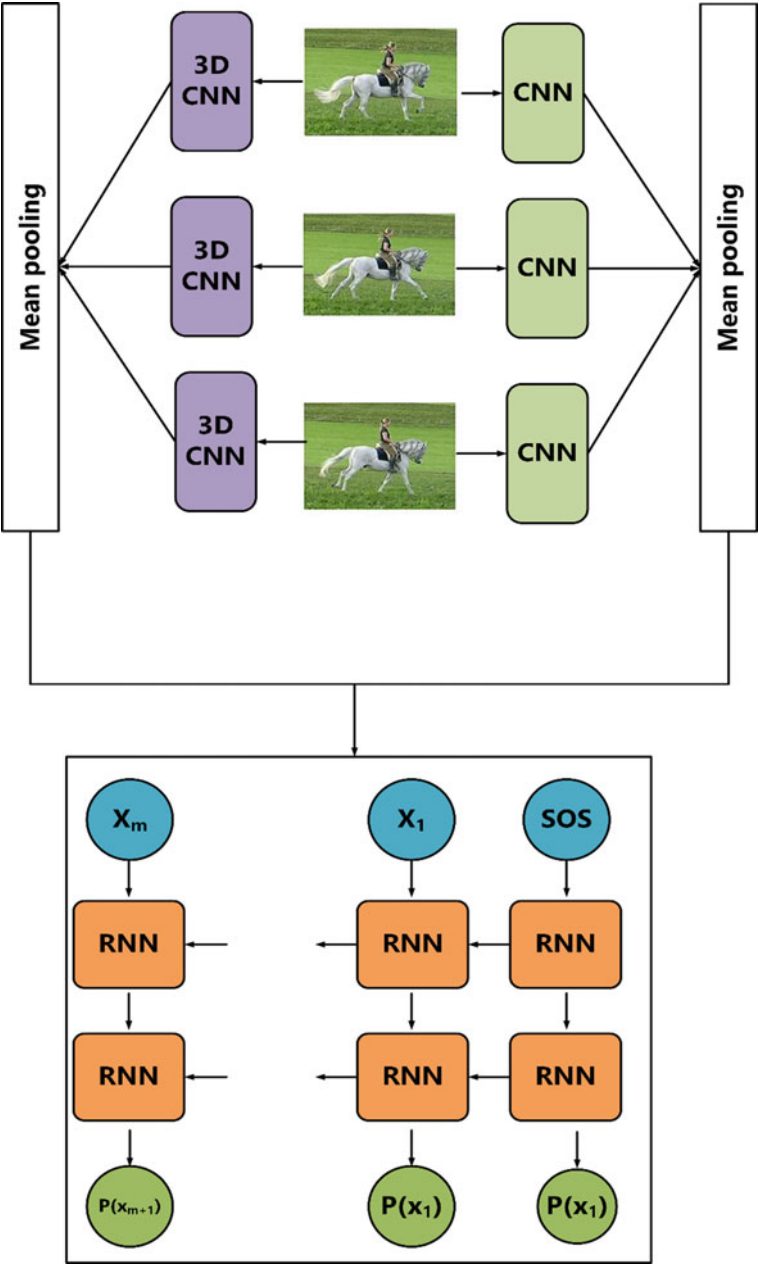 Mean pooling
3D
CNN
CNN
3D
CNN
CNN
3D
CNN
CNN
Mean pooling
Xₘ
X₁
SOS
RNN
RNN
RNN
RNN
RNN
RNN
P(xₘ₊₁)
P(x₁)
P(x₁)